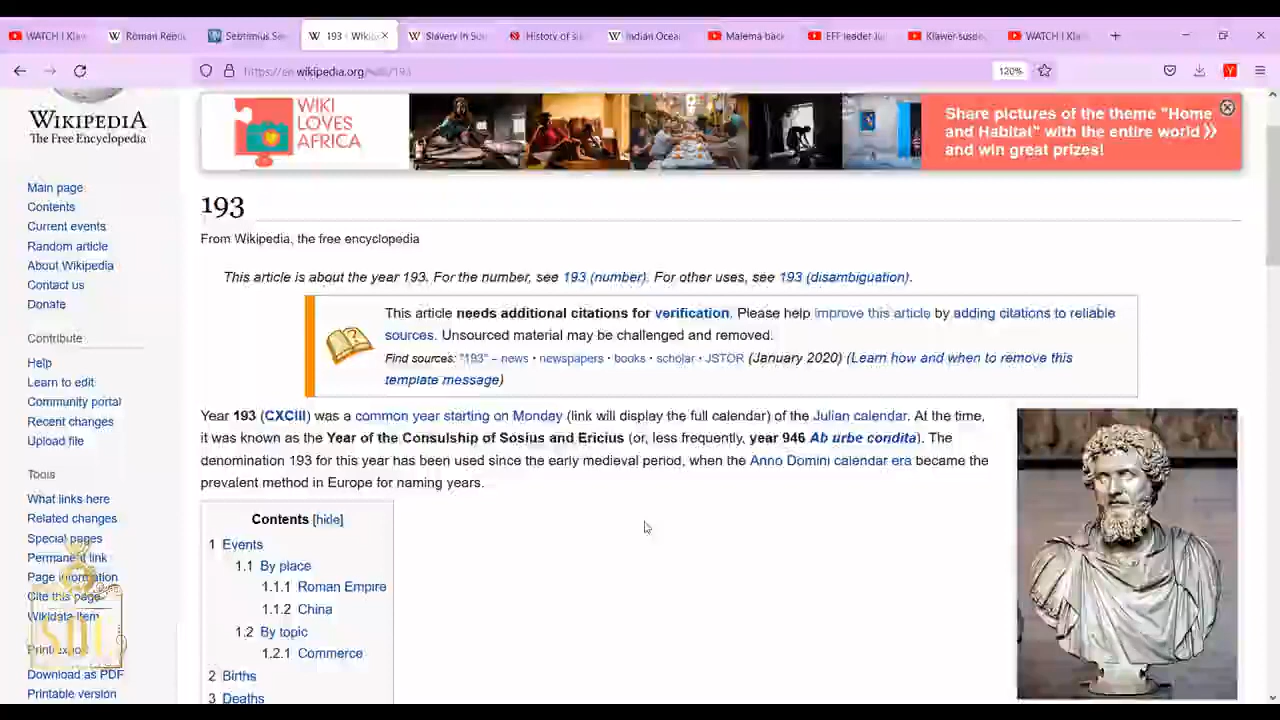 WATCH | Klaw
Roman Repu
Septimius Se
193 - Wikip
Slavery in Sou
History of sl
Indian Ocea
Malema back
EFF leader Ju
Klawer suspe
WATCH | Kla
https://en.wikipedia.org/wiki/193
120%
WIKIPEDIA
The Free Encyclopedia
WIKI
LOVES
AFRICA
Share pictures of the theme "Home
and Habitat" with the entire world
and win great prizes!
Main page
Contents
Current events
Random article
About Wikipedia
Contact us
Donate
Contribute
Help
Learn to edit
Community portal
Recent changes
Upload file
Tools
What links here
Related changes
Special pages
Permanent link
Page information
Cite this page
Wikidata item
Print/export
Download as PDF
Printable version
193
From Wikipedia, the free encyclopedia
This article is about the year 193. For the number, see 193 (number). For other uses, see 193 (disambiguation).
This article needs additional citations for verification. Please help improve this article by adding citations to reliable
sources. Unsourced material may be challenged and removed.
Find sources: "193" – news · newspapers · books · scholar · JSTOR (January 2020) (Learn how and when to remove this
template message)
Year 193 (CXCIII) was a common year starting on Monday (link will display the full calendar) of the Julian calendar. At the time,
it was known as the Year of the Consulship of Sosius and Ericius (or, less frequently, year 946 Ab urbe condita). The
denomination 193 for this year has been used since the early medieval period, when the Anno Domini calendar era became the
prevalent method in Europe for naming years.
Contents [hide]
1 Events
1.1 By place
1.1.1 Roman Empire
1.1.2 China
1.2 By topic
1.2.1 Commerce
2 Births
3 Deaths